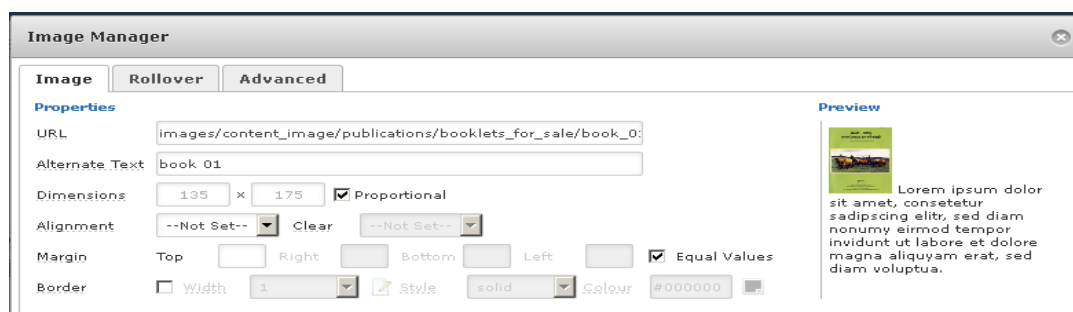 Image Manager
Image Rollover Advanced
Properties
Preview
URL images/content_image/publications/booklets_for_sale/book_01
Alternate Text book 01
Dimensions 135 × 175 Proportional
Alignment --Not Set-- Clear --Not Set--
Margin Top Right Bottom Left Equal Values
Border Width 1 Style solid Colour #000000
Lorem ipsum dolor
sit amet, consetetur
sadipscing elitr, sed diam
nonumy eirmod tempor
invidunt ut labore et dolore
magna aliquyam erat, sed
diam voluptua.